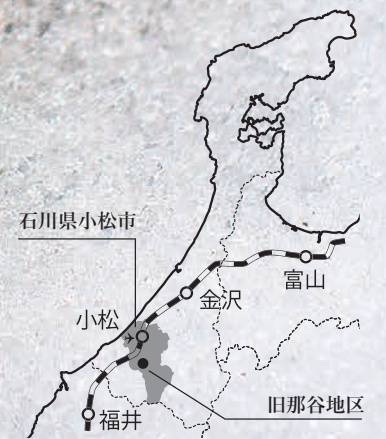 石川県小松市
富山
金沢
小松
旧那谷地区
福井